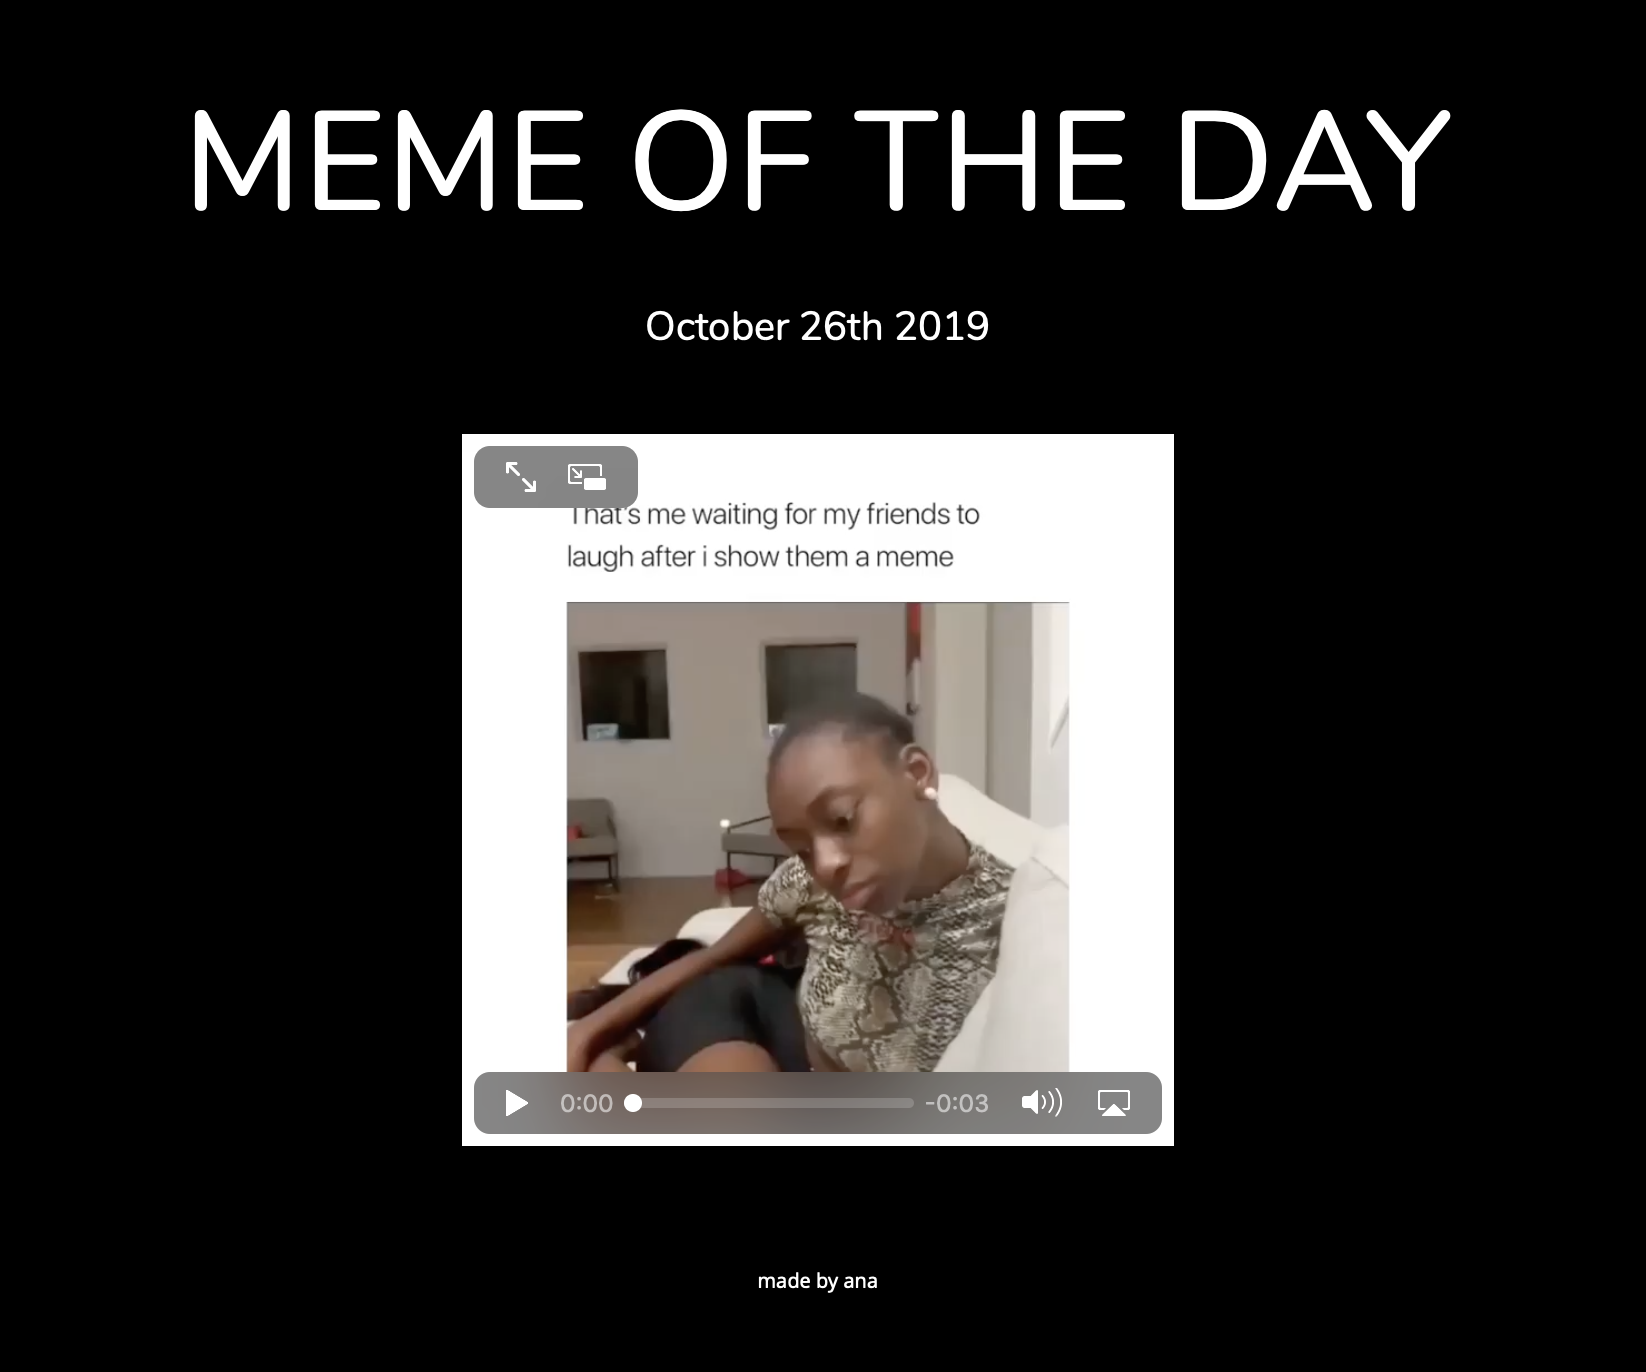 MEME OF THE DAY
October 26th 2019
That's me waiting for my friends to
laugh after i show them a meme
0:00 -0:03
made by ana